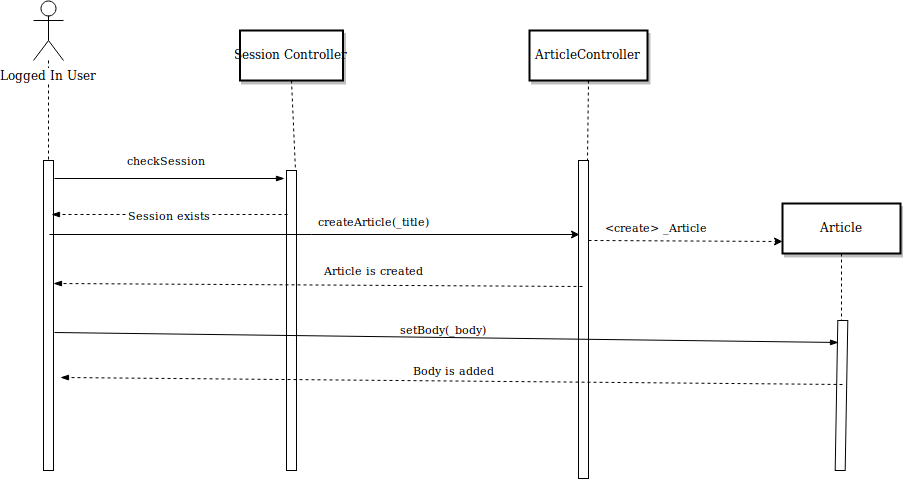 Logged In User
Session Controller
ArticleController
checkSession
Session exists
createArticle(_title)
<create> _Article
Article
Article is created
setBody(_body)
Body is added